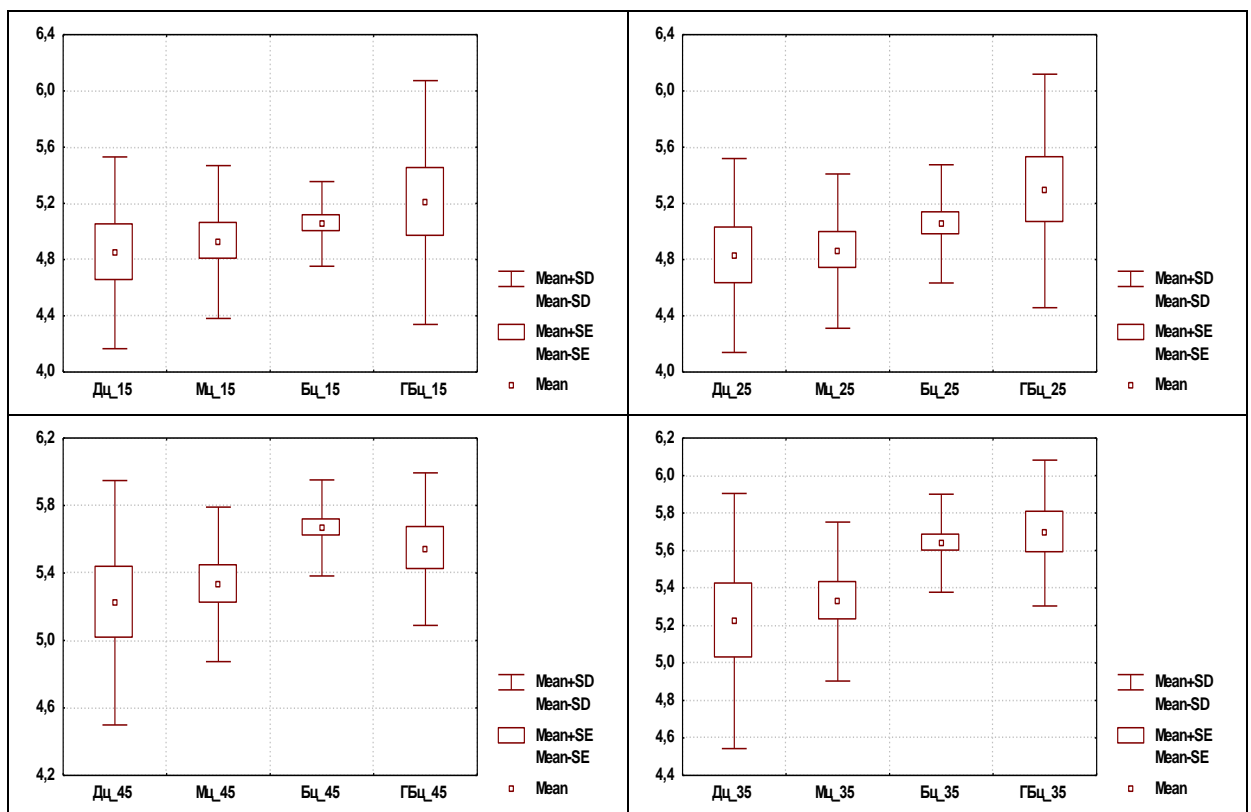 6,4
6,0
5,6
5,2
4,8
4,4
4,0
Дц_15 Мц_15 Бц_15 ГБц_15
Mean+SD
Mean-SD
Mean+SE
Mean-SE
Mean
6,4
6,0
5,6
5,2
4,8
4,4
4,0
Дц_25 Мц_25 Бц_25 ГБц_25
Mean+SD
Mean-SD
Mean+SE
Mean-SE
Mean
6,2
5,8
5,4
5,0
4,6
4,2
Дц_45 Мц_45 Бц_45 ГБц_45
Mean+SD
Mean-SD
Mean+SE
Mean-SE
Mean
6,2
6,0
5,8
5,6
5,4
5,2
5,0
4,8
4,6
4,4
Дц_35 Мц_35 Бц_35 ГБц_35
Mean+SD
Mean-SD
Mean+SE
Mean-SE
Mean